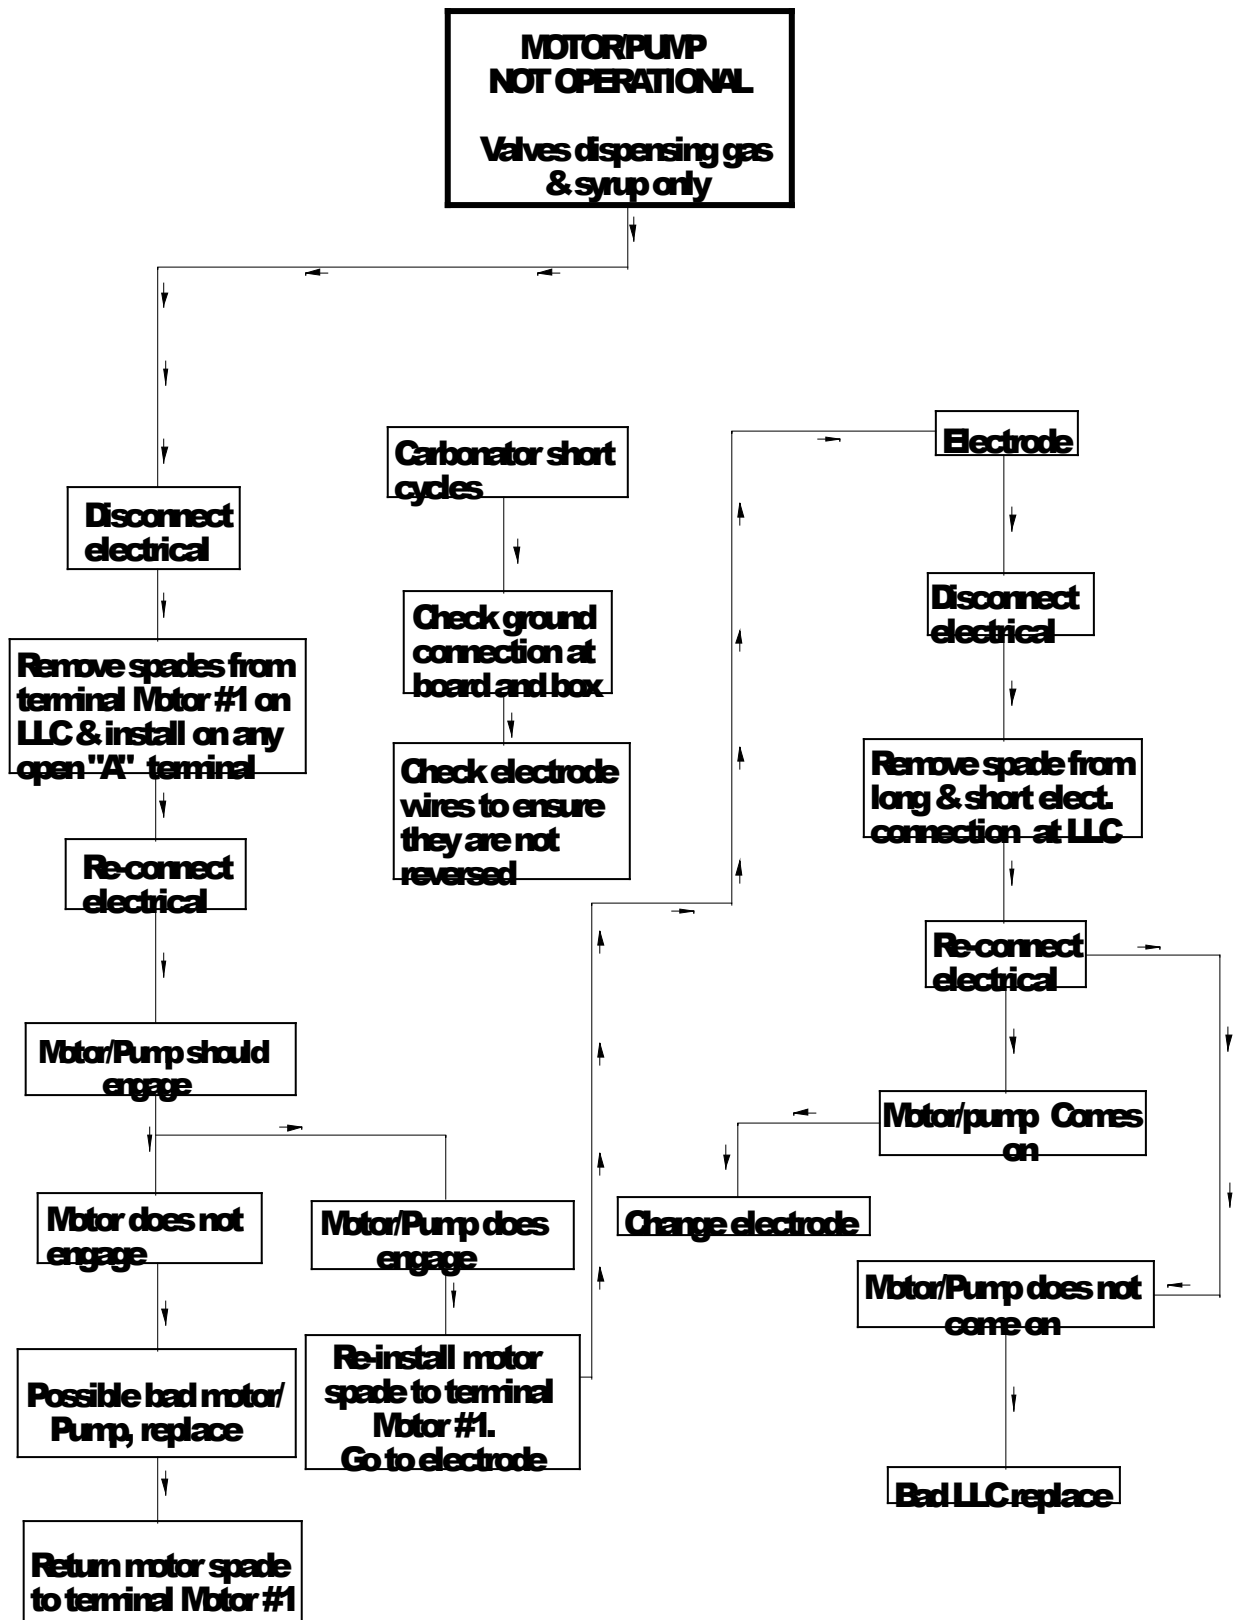 MOTOR/PUMP
NOT OPERATIONAL
Valves dispensing gas
& syrup only
Disconnect
electrical
Remove spades from
terminal Motor #1 on
LLC & install on any
open "A" terminal
Re-connect
electrical
Motor/Pump should
engage
Motor does not
engage
Possible bad motor/
Pump, replace
Return motor spade
to terminal Motor #1
Motor/Pump does
engage
Re-install motor
spade to terminal
Motor #1.
Go to electrode
Carbonator short
cycles
Check ground
connection at
board and box
Check electrode
wires to ensure
they are not
reversed
Electrode
Disconnect
electrical
Remove spade from
long & short elect.
connection at LLC
Re-connect
electrical
Motor/pump Comes
on
Change electrode
Motor/Pump does not
come on
Bad LLC replace